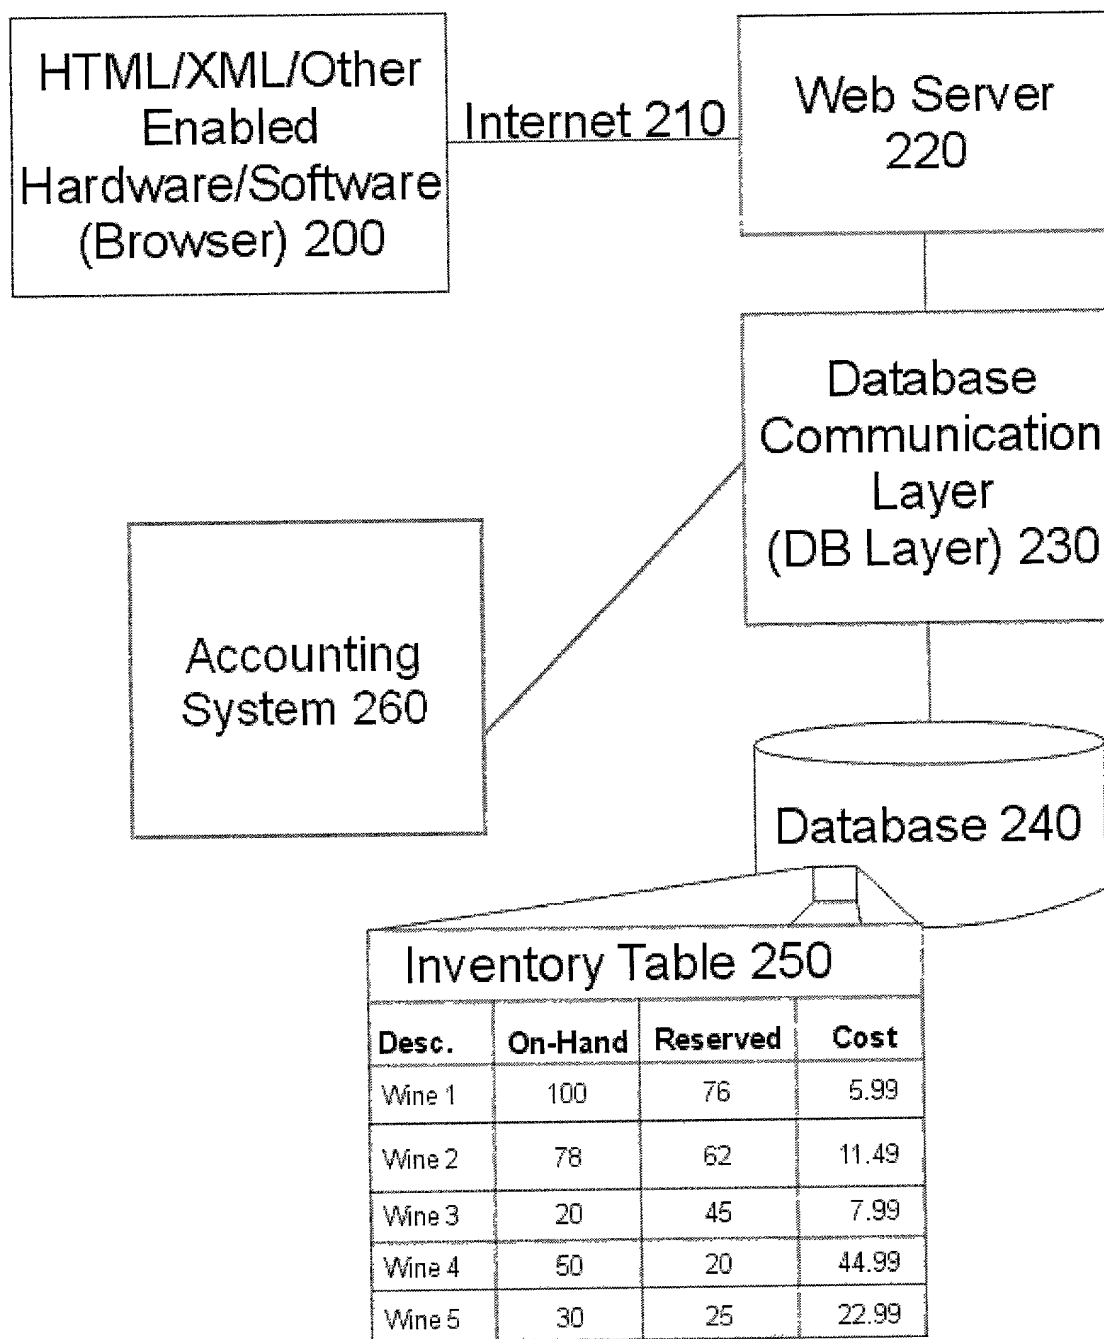 HTML/XML/Other
Enabled
Hardware/Software
(Browser) 200
Internet 210
Web Server
220
Database
Communication
Layer
(DB Layer) 230
Accounting
System 260
Database 240
Inventory Table 250
Desc. On-Hand Reserved Cost
Wine 1 100 76 5.99
Wine 2 78 62 11.49
Wine 3 20 45 7.99
Wine 4 50 20 44.99
Wine 5 30 25 22.99